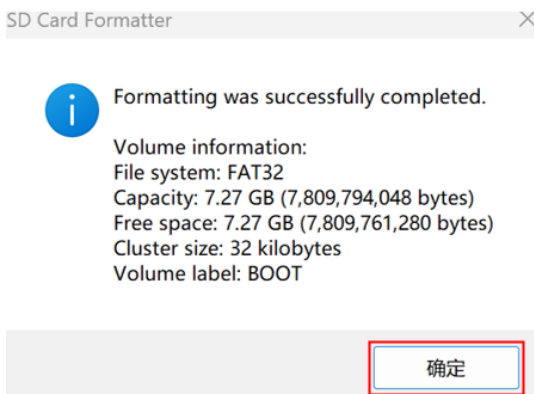 SD Card Formatter
Formatting was successfully completed.
Volume information:
File system: FAT32
Capacity: 7.27 GB (7,809,794,048 bytes)
Free space: 7.27 GB (7,809,761,280 bytes)
Cluster size: 32 kilobytes
Volume label: BOOT
确定